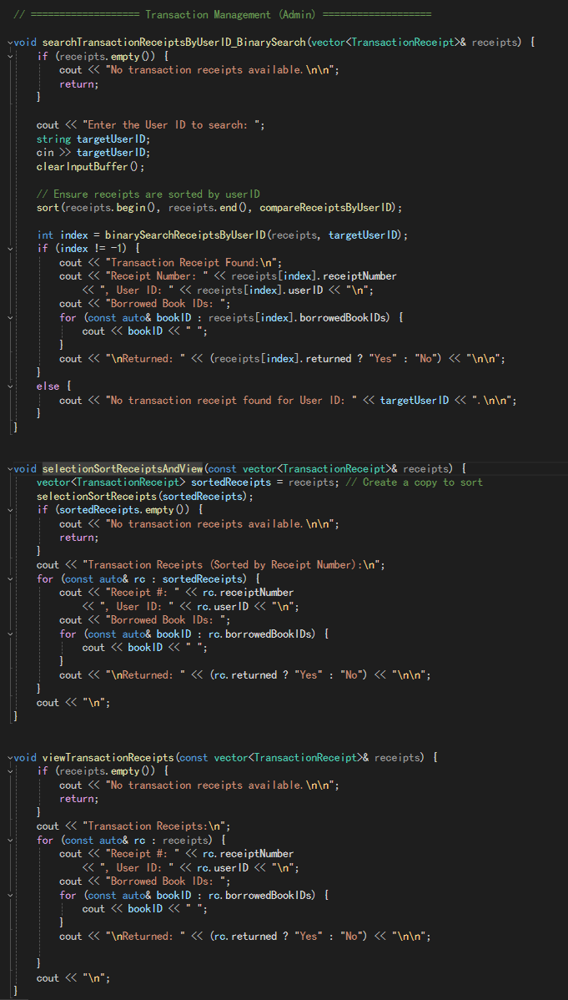 // =================== Transaction Management (Admin) ===================
void searchTransactionReceiptsByUserID_BinarySearch(vector<TransactionReceipt>& receipts) {
    if (receipts.empty()) {
        cout << "No transaction receipts available.\n\n";
        return;
    }
    cout << "Enter the User ID to search: ";
    string targetUserID;
    cin >> targetUserID;
    clearInputBuffer();
    // Ensure receipts are sorted by userID
    sort(receipts.begin(), receipts.end(), compareReceiptsByUserID);
    int index = binarySearchReceiptsByUserID(receipts, targetUserID);
    if (index != -1) {
        cout << "Transaction Receipt Found:\n";
        cout << "Receipt Number: " << receipts[index].receiptNumber
            << ", User ID: " << receipts[index].userID << "\n";
        cout << "Borrowed Book IDs: ";
        for (const auto& bookID : receipts[index].borrowedBookIDs) {
            cout << bookID << " ";
        }
        cout << "\nReturned: " << (receipts[index].returned ? "Yes" : "No") << "\n\n";
    }
    else {
        cout << "No transaction receipt found for User ID: " << targetUserID << ".\n\n";
    }
}
void selectionSortReceiptsAndView(const vector<TransactionReceipt>& receipts) {
    vector<TransactionReceipt> sortedReceipts = receipts; // Create a copy to sort
    selectionSortReceipts(sortedReceipts);
    if (sortedReceipts.empty()) {
        cout << "No transaction receipts available.\n\n";
        return;
    }
    cout << "Transaction Receipts (Sorted by Receipt Number):\n";
    for (const auto& rc : sortedReceipts) {
        cout << "Receipt #: " << rc.receiptNumber
            << ", User ID: " << rc.userID << "\n";
        cout << "Borrowed Book IDs: ";
        for (const auto& bookID : rc.borrowedBookIDs) {
            cout << bookID << " ";
        }
        cout << "\nReturned: " << (rc.returned ? "Yes" : "No") << "\n\n";
    }
    cout << "\n";
}
void viewTransactionReceipts(const vector<TransactionReceipt>& receipts) {
    if (receipts.empty()) {
        cout << "No transaction receipts available.\n\n";
        return;
    }
    cout << "Transaction Receipts:\n";
    for (const auto& rc : receipts) {
        cout << "Receipt #: " << rc.receiptNumber
            << ", User ID: " << rc.userID << "\n";
        cout << "Borrowed Book IDs: ";
        for (const auto& bookID : rc.borrowedBookIDs) {
            cout << bookID << " ";
        }
        cout << "\nReturned: " << (rc.returned ? "Yes" : "No") << "\n\n";
    }
    cout << "\n";
}